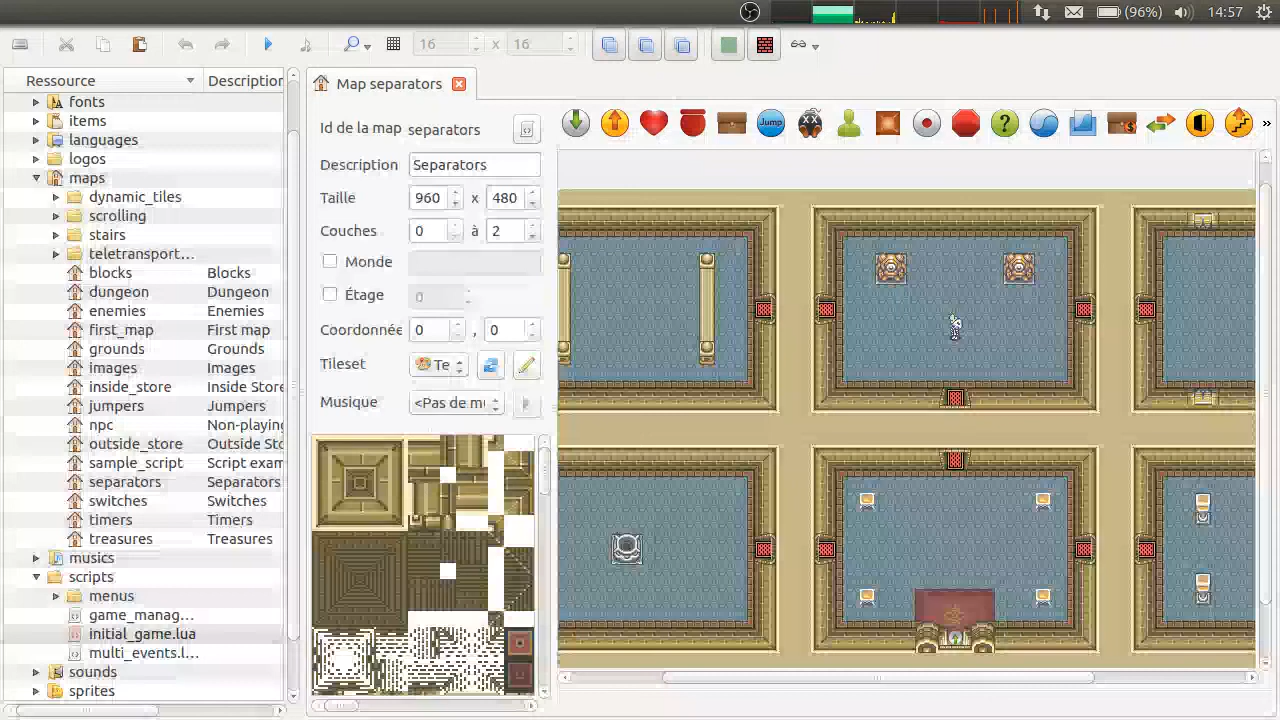 (96%) 14:57
16 x 16
Ressource Description
Map separators
fonts
items
languages
logos
maps
dynamic_tiles
scrolling
stairs
teletransport...
blocks Blocks
dungeon Dungeon
enemies Enemies
first_map First map
grounds Grounds
images Images
inside_store Inside Store
jumpers Jumpers
npc Non-playing
outside_store Outside Sto
sample_script Script exam
separators Separators
switches Switches
timers Timers
treasures Treasures
musics
scripts
menus
game_manag...
initial_game.lua
multi_events.l...
sounds
sprites
Id de la map separators
Description Separators
Taille 960 x 480
Couches 0 à 2
Monde
Étage 0
Coordonnée 0 , 0
Tileset Te
Musique <Pas de mu
Jump
?
$
»